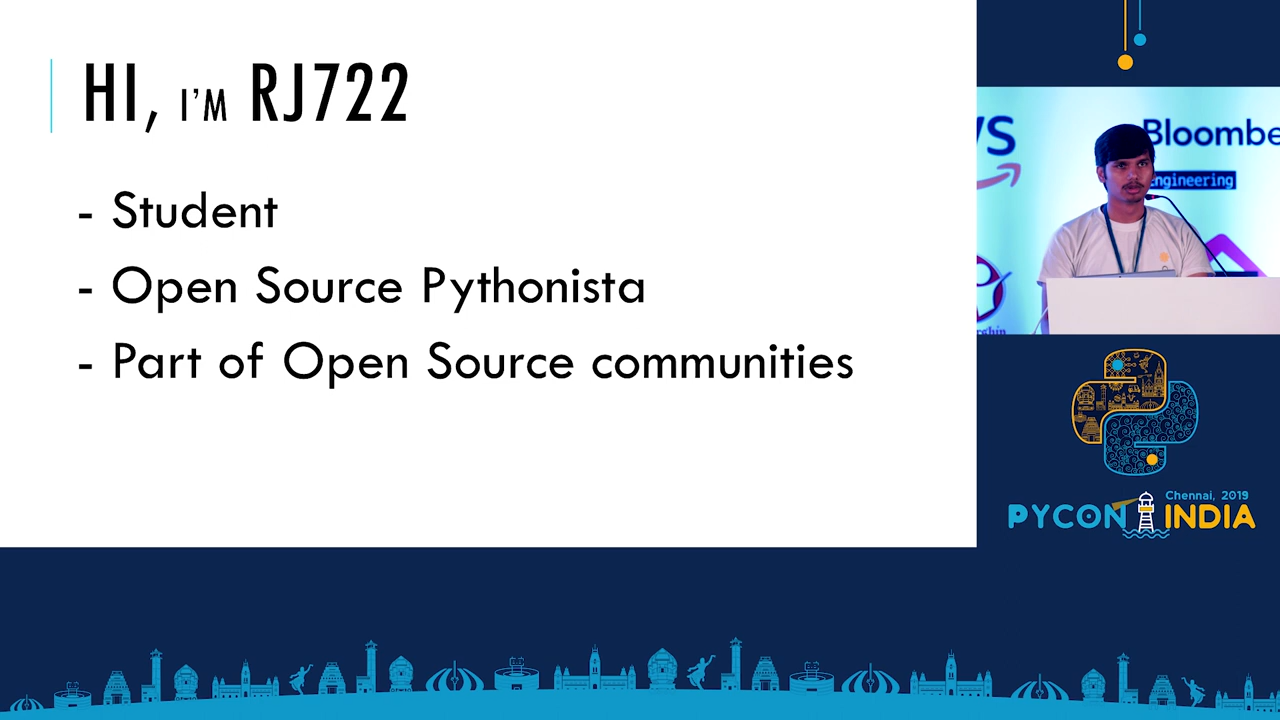 HI, I'M RJ722
- Student
- Open Source Pythonista
- Part of Open Source communities
Bloombe
Engineering
Chennai, 2019
PYCON INDIA